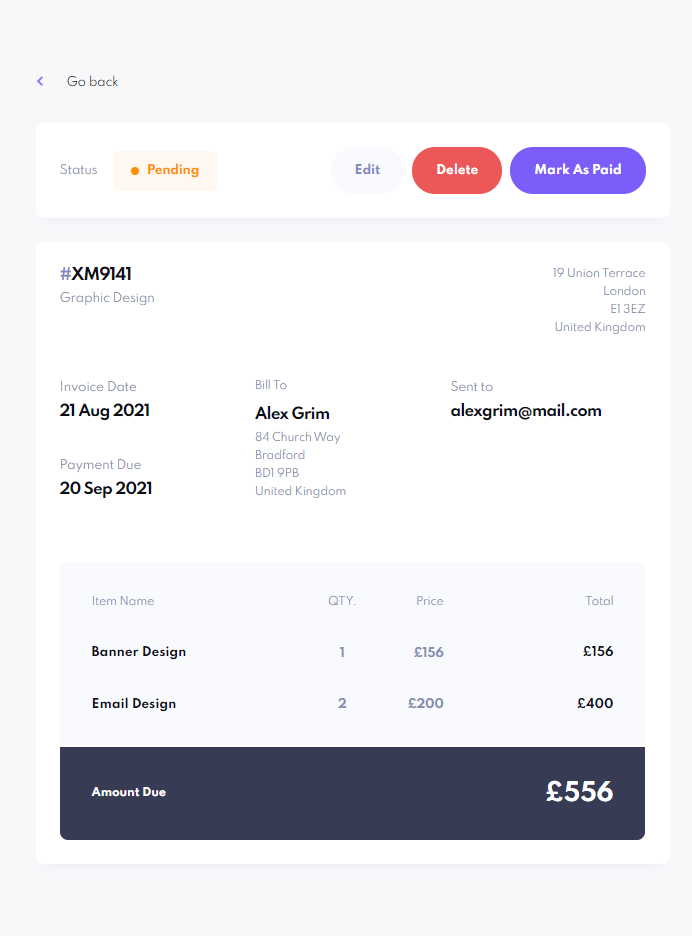 Go back
Status
Pending
Edit
Delete
Mark As Paid
#XM9141
Graphic Design
19 Union Terrace
London
E1 3EZ
United Kingdom
Invoice Date
21 Aug 2021
Payment Due
20 Sep 2021
Bill To
Alex Grim
84 Church Way
Bradford
BD1 9PB
United Kingdom
Sent to
alexgrim@mail.com
Item Name QTY. Price Total
Banner Design 1 £156 £156
Email Design 2 £200 £400
Amount Due £556